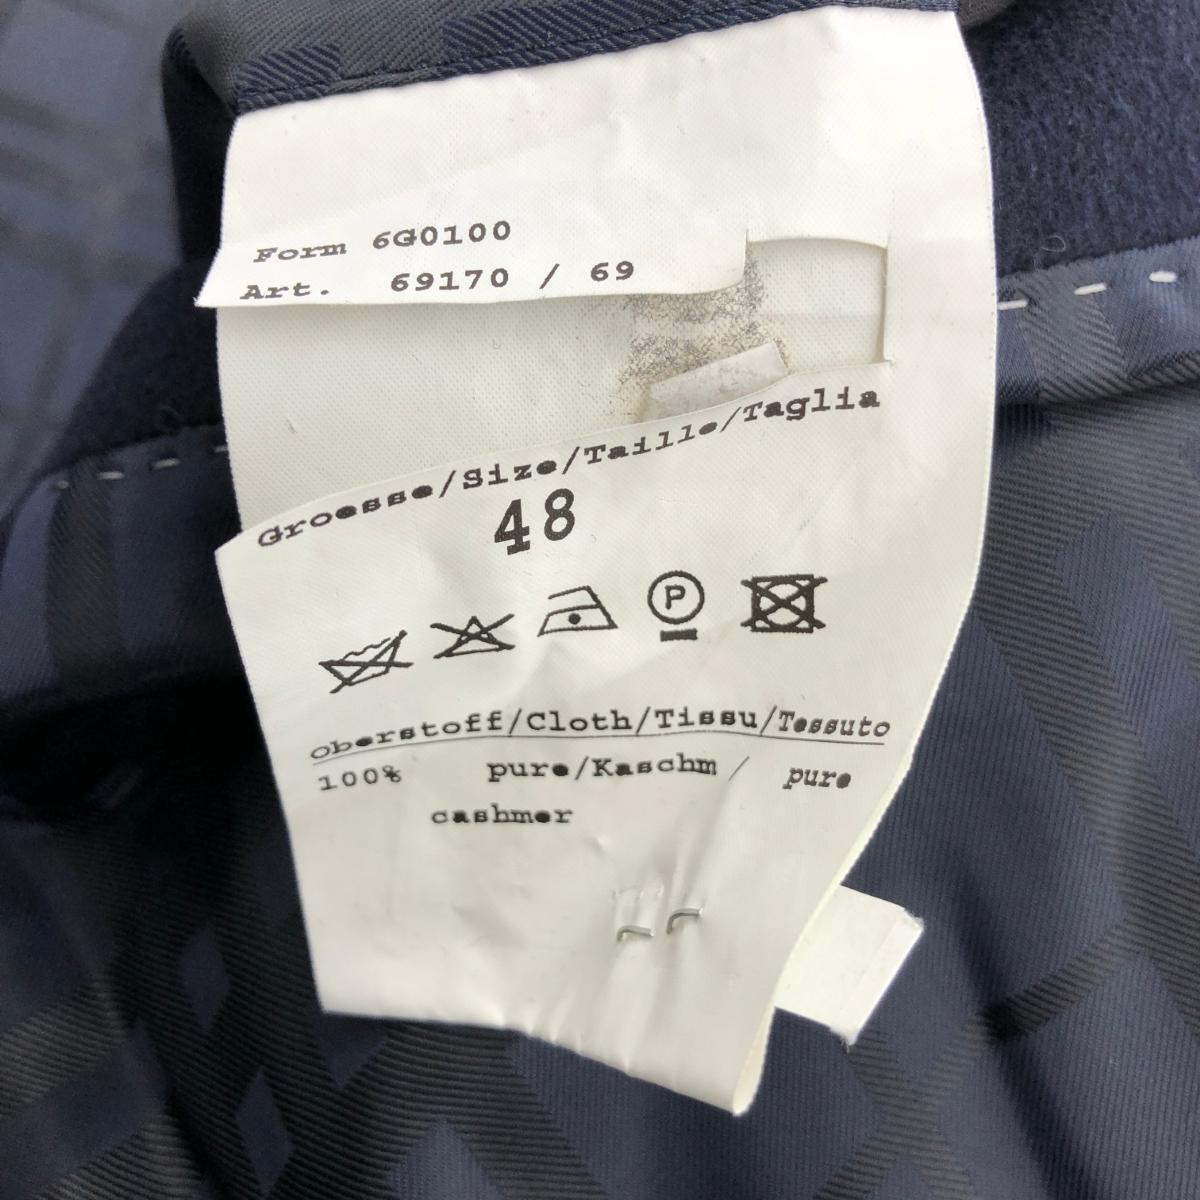 Form 6G0100
Art. 69170 / 69
Groesse/Size/Taille/Taglia
48
P
oberstoff/Cloth/Tissu/Tessuto
100% pure/Kaschm / pure
cashmer